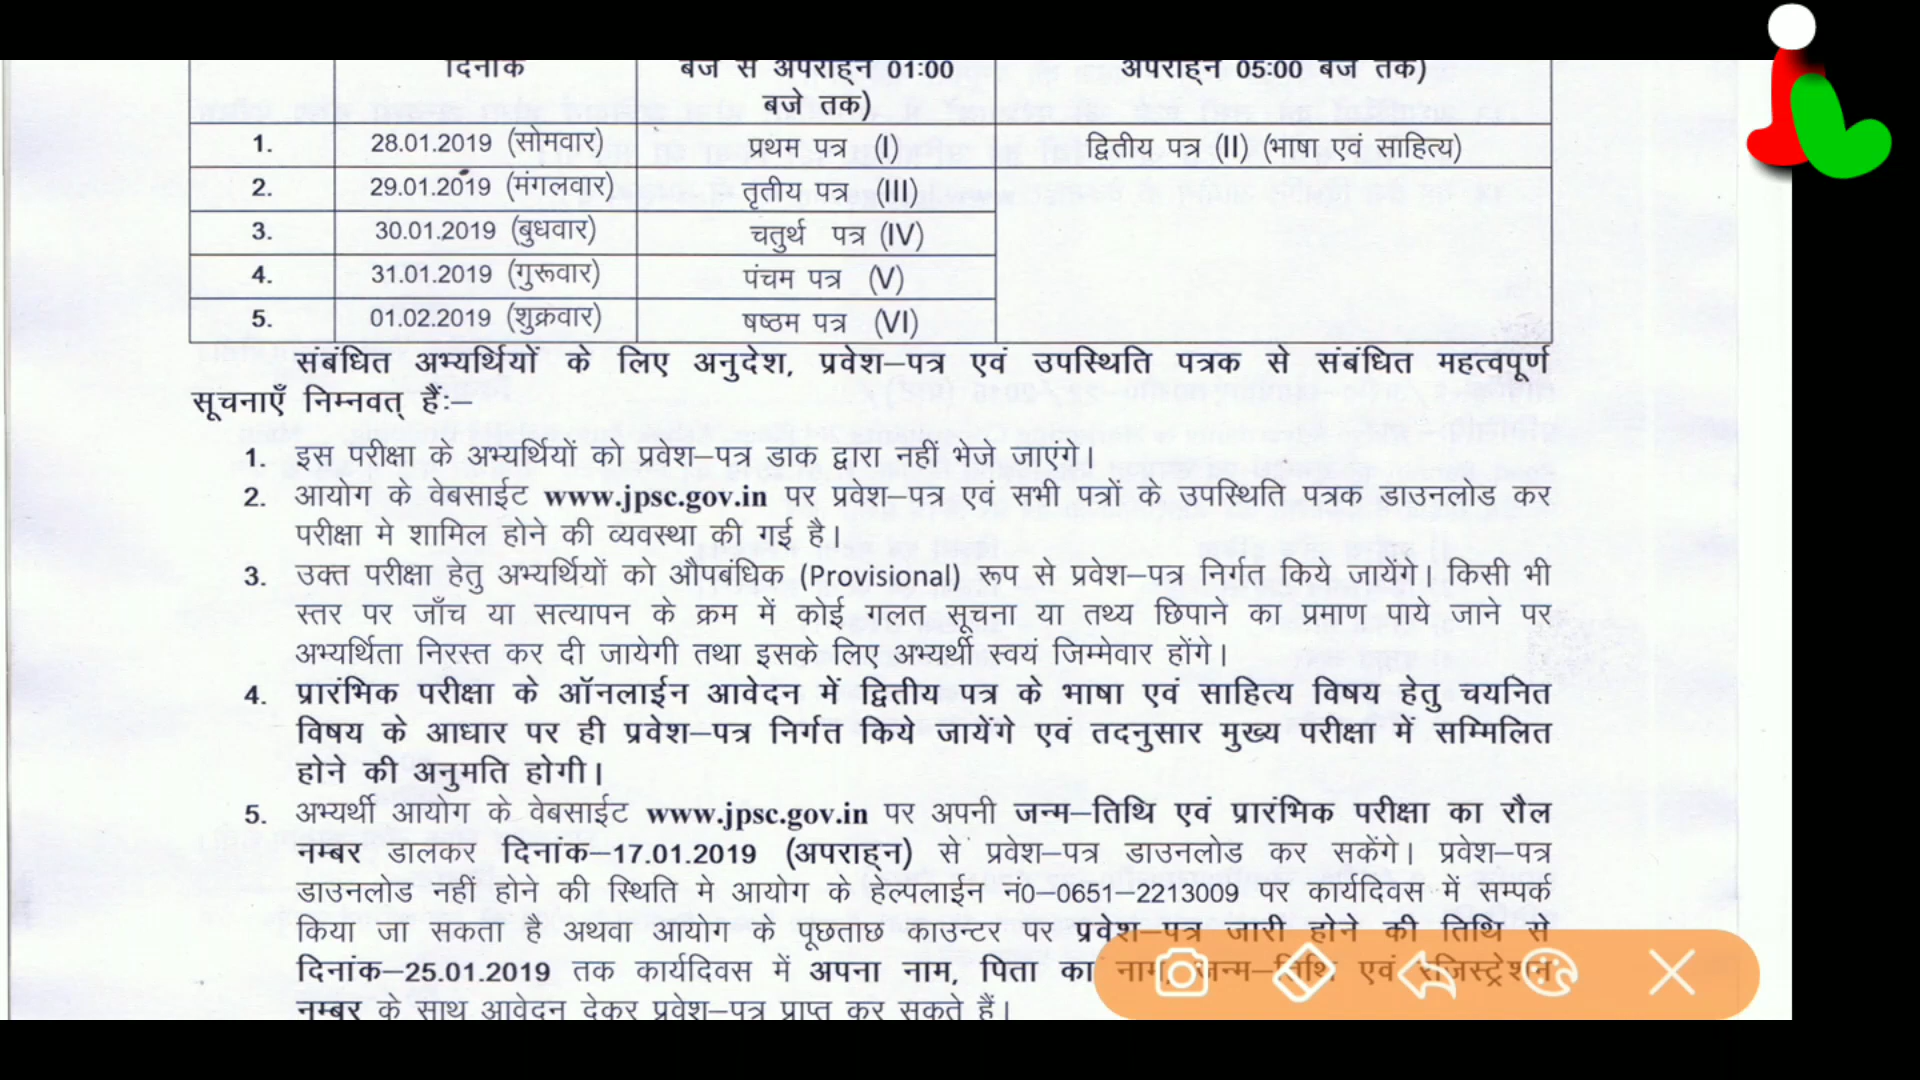 दिनांक बजे से अपराह्न 01:00 अपराह्न 05:00 बजे तक)
बजे तक)
1. 28.01.2019 (सोमवार) प्रथम पत्र (I) द्वितीय पत्र (II) (भाषा एवं साहित्य)
2. 29.01.2019 (मंगलवार) तृतीय पत्र (III)
3. 30.01.2019 (बुधवार) चतुर्थ पत्र (IV)
4. 31.01.2019 (गुरूवार) पंचम पत्र (V)
5. 01.02.2019 (शुक्रवार) षष्ठम पत्र (VI)
संबंधित अभ्यर्थियों के लिए अनुदेश, प्रवेश–पत्र एवं उपस्थिति पत्रक से संबंधित महत्वपूर्ण
सूचनाएँ निम्नवत् हैं:–
1. इस परीक्षा के अभ्यर्थियों को प्रवेश–पत्र डाक द्वारा नहीं भेजे जाएंगे।
2. आयोग के वेबसाईट www.jpsc.gov.in पर प्रवेश–पत्र एवं सभी पत्रों के उपस्थिति पत्रक डाउनलोड कर
परीक्षा मे शामिल होने की व्यवस्था की गई है।
3. उक्त परीक्षा हेतु अभ्यर्थियों को औपबंधिक (Provisional) रूप से प्रवेश–पत्र निर्गत किये जायेंगे। किसी भी
स्तर पर जाँच या सत्यापन के क्रम में कोई गलत सूचना या तथ्य छिपाने का प्रमाण पाये जाने पर
अभ्यर्थिता निरस्त कर दी जायेगी तथा इसके लिए अभ्यर्थी स्वयं जिम्मेवार होंगे।
4. प्रारंभिक परीक्षा के ऑनलाईन आवेदन में द्वितीय पत्र के भाषा एवं साहित्य विषय हेतु चयनित
विषय के आधार पर ही प्रवेश–पत्र निर्गत किये जायेंगे एवं तदनुसार मुख्य परीक्षा में सम्मिलित
होने की अनुमति होगी।
5. अभ्यर्थी आयोग के वेबसाईट www.jpsc.gov.in पर अपनी जन्म–तिथि एवं प्रारंभिक परीक्षा का रौल
नम्बर डालकर दिनांक–17.01.2019 (अपराह्न) से प्रवेश–पत्र डाउनलोड कर सकेंगे। प्रवेश–पत्र
डाउनलोड नहीं होने की स्थिति मे आयोग के हेल्पलाईन नं0–0651–2213009 पर कार्यदिवस में सम्पर्क
किया जा सकता है अथवा आयोग के पूछताछ काउन्टर पर प्रवेश–पत्र जारी होने की तिथि से
दिनांक–25.01.2019 तक कार्यदिवस में अपना नाम, पिता का नाम, जन्म–तिथि एवं रजिस्ट्रेशन
नम्बर के साथ आवेदन देकर प्रवेश–पत्र प्राप्त कर सकते हैं।